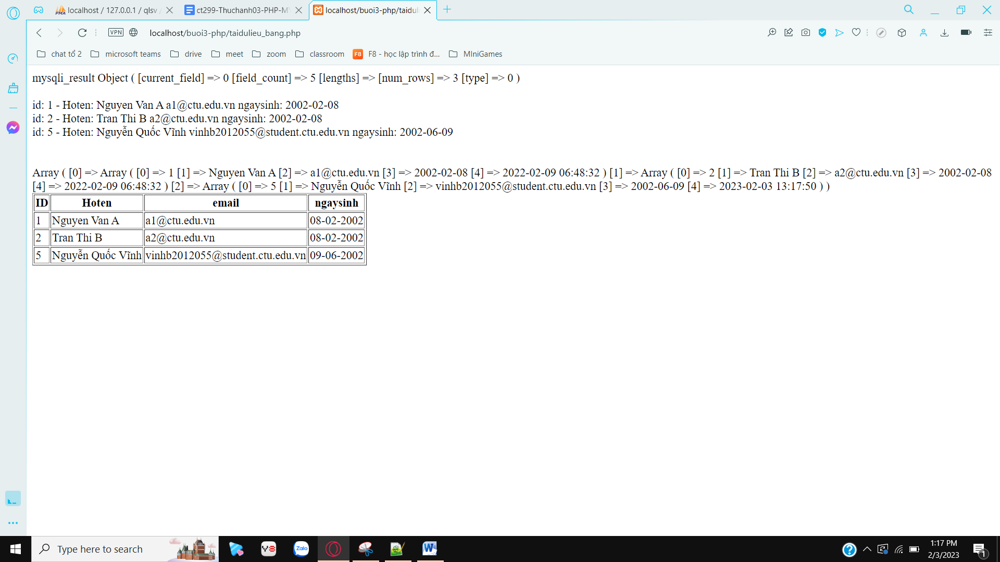 localhost / 127.0.0.1 / qlsv /
ct299-Thuchanh03-PHP-MY
localhost/buoi3-php/taidul
VPN
localhost/buoi3-php/taidulieu_bang.php
chat tổ 2
microsoft teams
drive
meet
zoom
classroom
F8
F8 - học lập trình đ...
MIniGames
mysqli_result Object ( [current_field] => 0 [field_count] => 5 [lengths] => [num_rows] => 3 [type] => 0 )
id: 1 - Hoten: Nguyen Van A a1@ctu.edu.vn ngaysinh: 2002-02-08
id: 2 - Hoten: Tran Thi B a2@ctu.edu.vn ngaysinh: 2002-02-08
id: 5 - Hoten: Nguyễn Quốc Vĩnh vinhb2012055@student.ctu.edu.vn ngaysinh: 2002-06-09
Array ( [0] => Array ( [0] => 1 [1] => Nguyen Van A [2] => a1@ctu.edu.vn [3] => 2002-02-08 [4] => 2022-02-09 06:48:32 ) [1] => Array ( [0] => 2 [1] => Tran Thi B [2] => a2@ctu.edu.vn [3] => 2002-02-08
[4] => 2022-02-09 06:48:32 ) [2] => Array ( [0] => 5 [1] => Nguyễn Quốc Vĩnh [2] => vinhb2012055@student.ctu.edu.vn [3] => 2002-06-09 [4] => 2023-02-03 13:17:50 ) )
ID Hoten email ngaysinh
1 Nguyen Van A a1@ctu.edu.vn 08-02-2002
2 Tran Thi B a2@ctu.edu.vn 08-02-2002
5 Nguyễn Quốc Vĩnh vinhb2012055@student.ctu.edu.vn 09-06-2002
Type here to search
Zalo
1:17 PM
2/3/2023
1